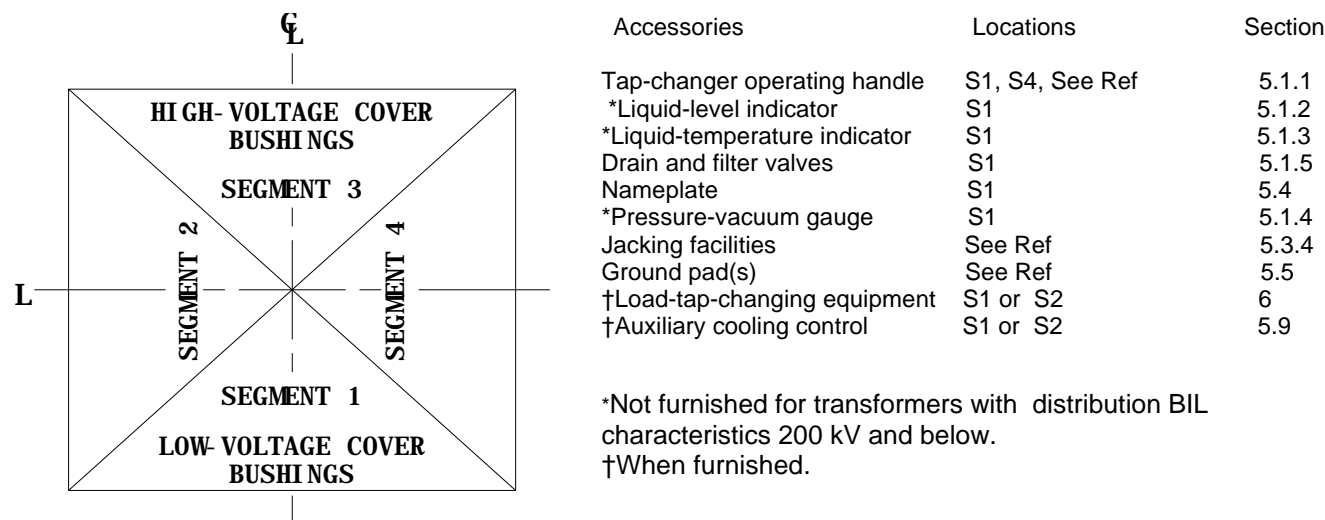 ℄
HIGH-VOLTAGE COVER
BUSHINGS
SEGMENT 3
SEGMENT 2
SEGMENT 4
L
SEGMENT 1
LOW-VOLTAGE COVER
BUSHINGS
Accessories Locations Section
Tap-changer operating handle S1, S4, See Ref 5.1.1
*Liquid-level indicator S1 5.1.2
*Liquid-temperature indicator S1 5.1.3
Drain and filter valves S1 5.1.5
Nameplate S1 5.4
*Pressure-vacuum gauge S1 5.1.4
Jacking facilities See Ref 5.3.4
Ground pad(s) See Ref 5.5
†Load-tap-changing equipment S1 or S2 6
†Auxiliary cooling control S1 or S2 5.9
*Not furnished for transformers with distribution BIL
characteristics 200 kV and below.
†When furnished.